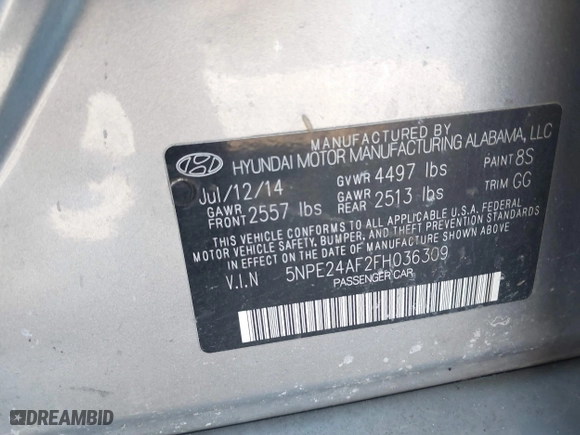 MANUFACTURED BY
HYUNDAI MOTOR MANUFACTURING ALABAMA, LLC
Jul/12/14 GVWR 4497 lbs PAINT 8S
GAWR FRONT 2557 lbs GAWR REAR 2513 lbs TRIM GG
THIS VEHICLE CONFORMS TO ALL APPLICABLE U.S.A. FEDERAL
MOTOR VEHICLE SAFETY, BUMPER, AND THEFT PREVENTION STANDARDS
IN EFFECT ON THE DATE OF MANUFACTURE SHOWN ABOVE.
V.I.N 5NPE24AF2FH036309
PASSENGER CAR
DREAMBID